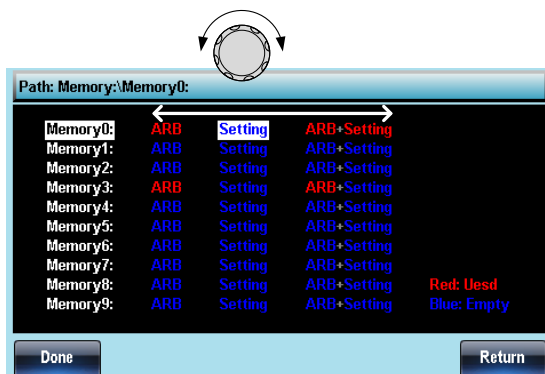 Path: Memory:\Memory0:
Memory0: ARB Setting ARB+Setting
Memory1: ARB Setting ARB+Setting
Memory2: ARB Setting ARB+Setting
Memory3: ARB Setting ARB+Setting
Memory4: ARB Setting ARB+Setting
Memory5: ARB Setting ARB+Setting
Memory6: ARB Setting ARB+Setting
Memory7: ARB Setting ARB+Setting
Memory8: ARB Setting ARB+Setting Red: Uesd
Memory9: ARB Setting ARB+Setting Blue: Empty
Done Return